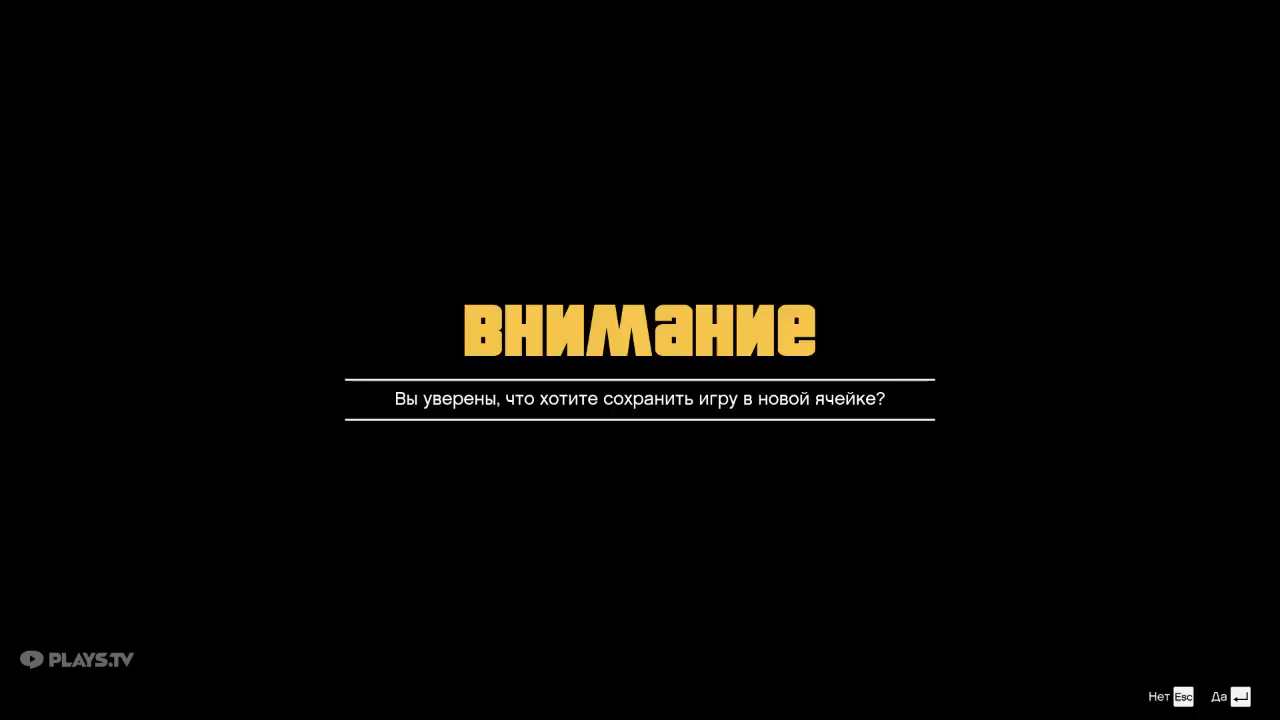 внимание
Вы уверены, что хотите сохранить игру в новой ячейке?
PLAYS.TV
Нет Esc Да